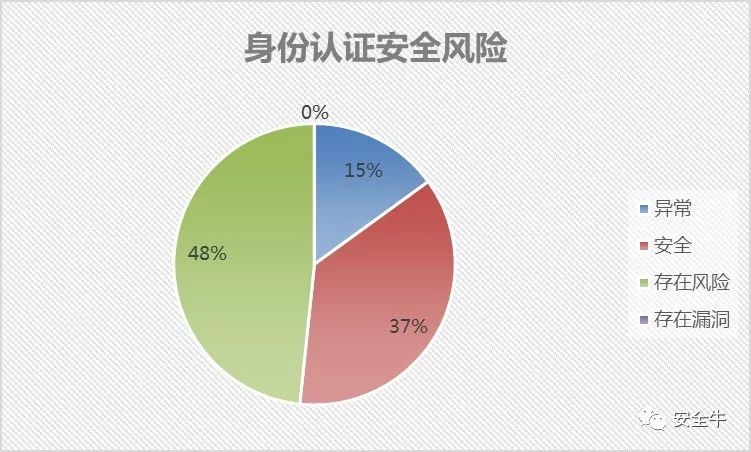 身份认证安全风险
0%
15%
48%
37%
异常
安全
存在风险
存在漏洞
安全牛